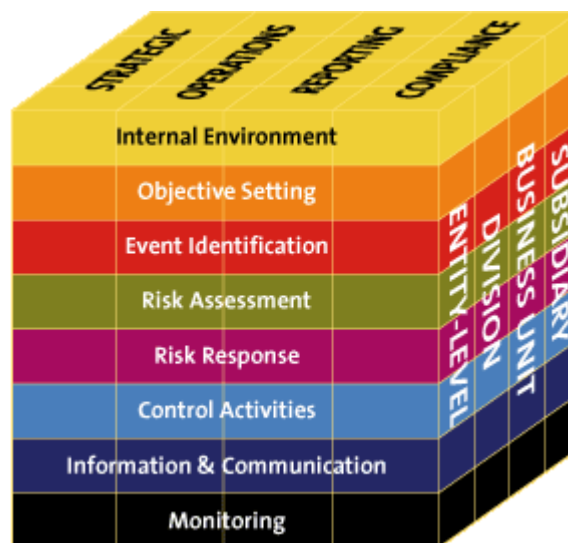 STRATEGIC
OPERATIONS
REPORTING
COMPLIANCE
Internal Environment
Objective Setting
Event Identification
Risk Assessment
Risk Response
Control Activities
Information & Communication
Monitoring
ENTITY-LEVEL
DIVISION
BUSINESS UNIT
SUBSIDIARY